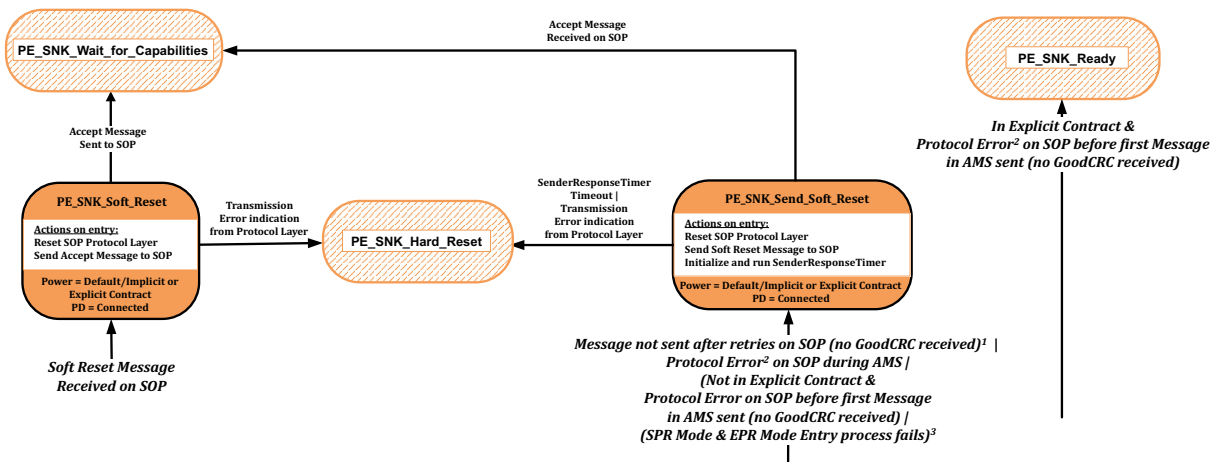 Accept Message
Received on SOP
PE_SNK_Wait_for_Capabilities
PE_SNK_Ready
Accept Message
Sent to SOP
In Explicit Contract &
Protocol Error² on SOP before first Message
in AMS sent (no GoodCRC received)
PE_SNK_Soft_Reset
Actions on entry:
Reset SOP Protocol Layer
Send Accept Message to SOP
Power = Default/Implicit or
Explicit Contract
PD = Connected
Transmission
Error indication
from Protocol Layer
PE_SNK_Hard_Reset
SenderResponseTimer
Timeout |
Transmission
Error indication
from Protocol Layer
PE_SNK_Send_Soft_Reset
Actions on entry:
Reset SOP Protocol Layer
Send Soft Reset Message to SOP
Initialize and run SenderResponseTimer
Power = Default/Implicit or Explicit Contract
PD = Connected
Soft Reset Message
Received on SOP
Message not sent after retries on SOP (no GoodCRC received)¹ |
Protocol Error² on SOP during AMS |
(Not in Explicit Contract &
Protocol Error on SOP before first Message
in AMS sent (no GoodCRC received) |
(SPR Mode & EPR Mode Entry process fails)³